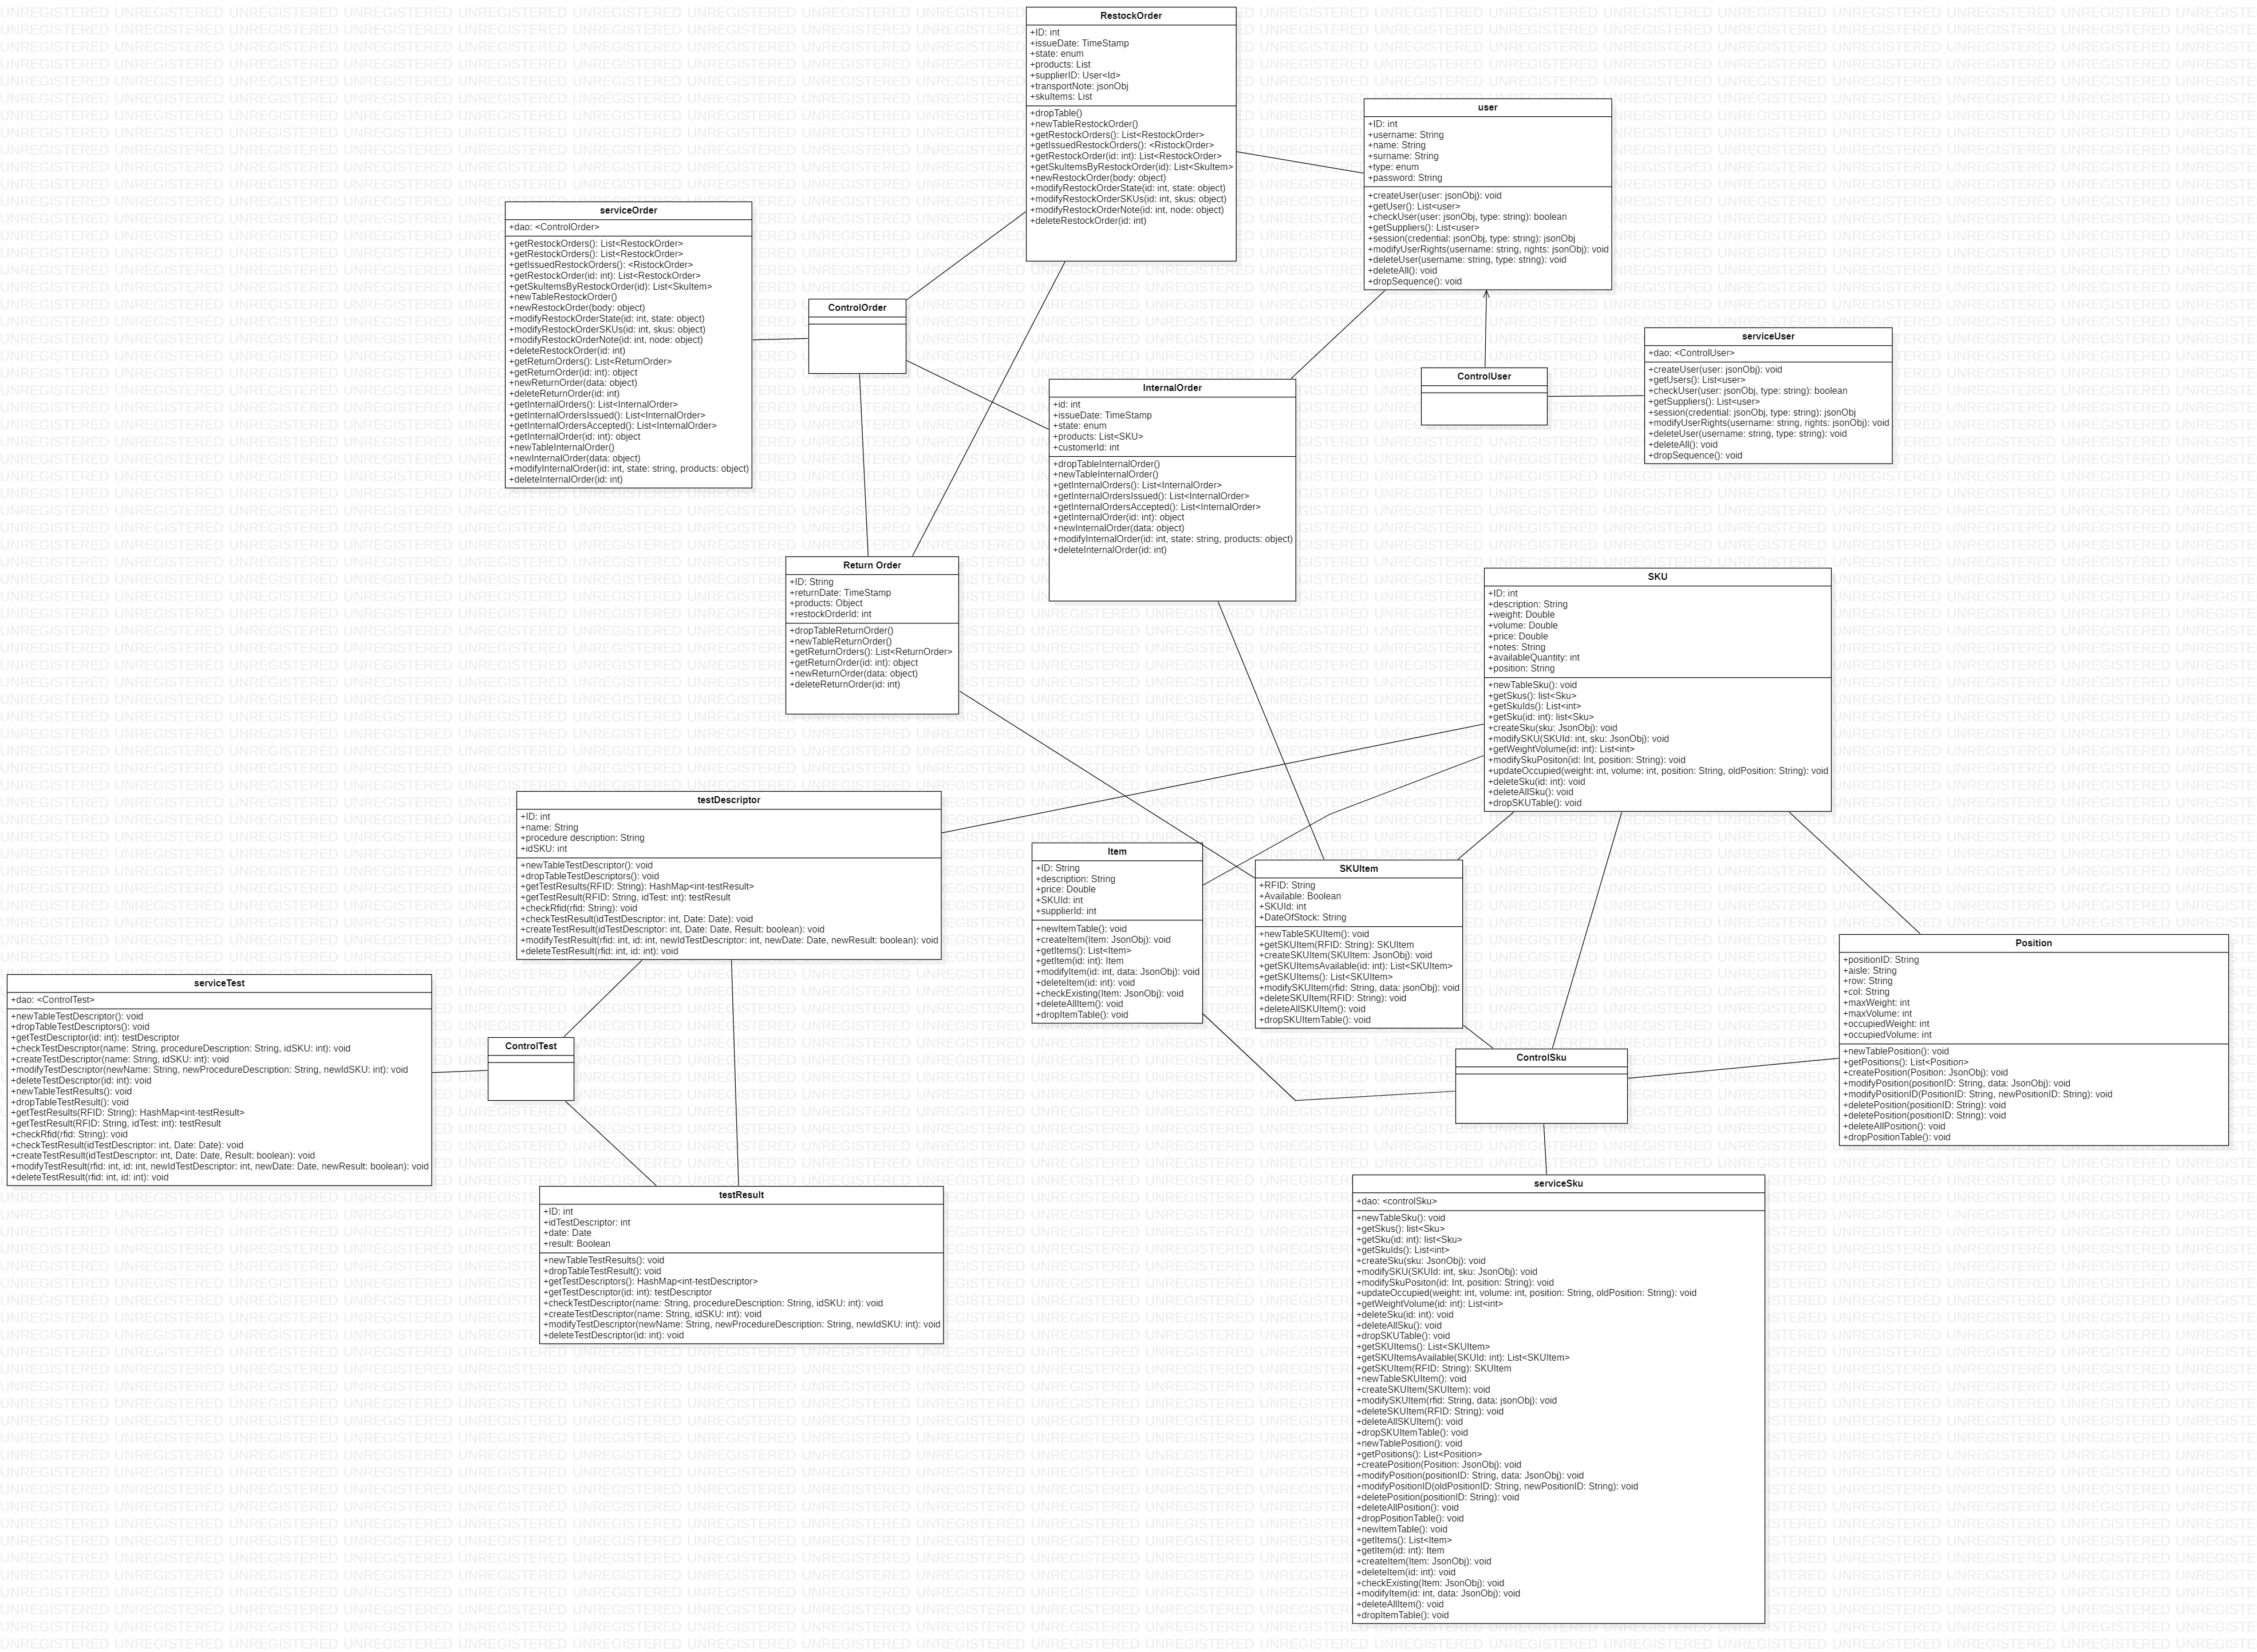 RestockOrder
+ID: int
+issueDate: TimeStamp
+state: enum
+products: List
+supplierID: User<Id>
+transportNote: jsonObj
+skuItems: List
+dropTable()
+newTableRestockOrder()
+getRestockOrders(): List<RestockOrder>
+getIssuedRestockOrders(): <RistockOrder>
+getRestockOrder(id: int): List<RestockOrder>
+getSkuItemsByRestockOrder(id): List<SkuItem>
+newRestockOrder(body: object)
+modifyRestockOrderState(id: int, state: object)
+modifyRestockOrderSKUs(id: int, skus: object)
+modifyRestockOrderNote(id: int, node: object)
+deleteRestockOrder(id: int)
user
+ID: int
+username: String
+name: String
+surname: String
+type: enum
+password: String
+createUser(user: jsonObj): void
+getUser(): List<user>
+checkUser(user: jsonObj, type: string): boolean
+getSuppliers(): List<user>
+session(credential: jsonObj, type: string): jsonObj
+modifyUserRights(username: string, rights: jsonObj): void
+deleteUser(username: string, type: string): void
+deleteAll(): void
+dropSequence(): void
serviceOrder
+dao: <ControlOrder>
+getRestockOrders(): List<RestockOrder>
+getRestockOrders(): List<RestockOrder>
+getIssuedRestockOrders(): <RistockOrder>
+getRestockOrder(id: int): List<RestockOrder>
+getSkuItemsByRestockOrder(id): List<SkuItem>
+newTableRestockOrder()
+newRestockOrder(body: object)
+modifyRestockOrderState(id: int, state: object)
+modifyRestockOrderSKUs(id: int, skus: object)
+modifyRestockOrderNote(id: int, node: object)
+deleteRestockOrder(id: int)
+getReturnOrders(): List<ReturnOrder>
+getReturnOrder(id: int): object
+newReturnOrder(data: object)
+deleteReturnOrder(id: int)
+getInternalOrders(): List<InternalOrder>
+getInternalOrdersIssued(): List<InternalOrder>
+getInternalOrdersAccepted(): List<InternalOrder>
+getInternalOrder(id: int): object
+newTableInternalOrder()
+newInternalOrder(data: object)
+modifyInternalOrder(id: int, state: string, products: object)
+deleteInternalOrder(id: int)
ControlOrder
serviceUser
+dao: <ControlUser>
+createUser(user: jsonObj): void
+getUsers(): List<user>
+checkUser(user: jsonObj, type: string): boolean
+getSuppliers(): List<user>
+session(credential: jsonObj, type: string): jsonObj
+modifyUserRights(username: string, rights: jsonObj): void
+deleteUser(username: string, type: string): void
+deleteAll(): void
+dropSequence(): void
ControlUser
InternalOrder
+id: int
+issueDate: TimeStamp
+state: enum
+products: List<SKU>
+customerId: int
+dropTableInternalOrder()
+newTableInternalOrder()
+getInternalOrders(): List<InternalOrder>
+getInternalOrdersIssued(): List<InternalOrder>
+getInternalOrdersAccepted(): List<InternalOrder>
+getInternalOrder(id: int): object
+newInternalOrder(data: object)
+modifyInternalOrder(id: int, state: string, products: object)
+deleteInternalOrder(id: int)
Return Order
+ID: String
+returnDate: TimeStamp
+products: Object
+restockOrderId: int
+dropTableReturnOrder()
+newTableReturnOrder()
+getReturnOrders(): List<ReturnOrder>
+getReturnOrder(id: int): object
+newReturnOrder(data: object)
+deleteReturnOrder(id: int)
SKU
+ID: int
+description: String
+weight: Double
+volume: Double
+price: Double
+notes: String
+availableQuantity: int
+position: String
+newTableSku(): void
+getSkus(): list<Sku>
+getSkuIds(): List<int>
+getSku(id: int): list<Sku>
+createSku(sku: JsonObj): void
+modifySKU(SKUId: int, sku: JsonObj): void
+getWeightVolume(id: int): List<int>
+modifySkuPositon(id: Int, position: String): void
+updateOccupied(weight: int, volume: int, position: String, oldPosition: String): void
+deleteSku(id: int): void
+deleteAllSku(): void
+dropSKUTable(): void
testDescriptor
+ID: int
+name: String
+procedure description: String
+idSKU: int
+newTableTestDescriptor(): void
+dropTableTestDescriptors(): void
+getTestResults(RFID: String): HashMap<int-testResult>
+getTestResult(RFID: String, idTest: int): testResult
+checkRfid(rfid: String): void
+checkTestResult(idTestDescriptor: int, Date: Date): void
+createTestResult(idTestDescriptor: int, Date: Date, Result: boolean): void
+modifyTestResult(rfid: int, id: int, newIdTestDescriptor: int, newDate: Date, newResult: boolean): void
+deleteTestResult(rfid: int, id: int): void
Item
+ID: String
+description: String
+price: Double
+SKUId: int
+supplierId: int
+newItemTable(): void
+createItem(Item: JsonObj): void
+getItems(): List<Item>
+getItem(id: int): Item
+modifyItem(id: int, data: JsonObj): void
+deleteItem(id: int): void
+checkExisting(Item: JsonObj): void
+deleteAllItem(): void
+dropItemTable(): void
SKUItem
+RFID: String
+Available: Boolean
+SKUId: int
+DateOfStock: String
+newTableSKUItem(): void
+getSKUItem(RFID: String): SKUItem
+createSKUItem(SKUItem: JsonObj): void
+getSKUItemsAvailable(id: int): List<SKUItem>
+getSKUItems(): List<SKUItem>
+modifySKUItem(rfid: String, data: jsonObj): void
+deleteSKUItem(RFID: String): void
+deleteAllSKUItem(): void
+dropSKUItemTable(): void
Position
+positionID: String
+aisle: String
+row: String
+col: String
+maxWeight: int
+maxVolume: int
+occupiedWeight: int
+occupiedVolume: int
+newTablePosition(): void
+getPositions(): List<Position>
+createPosition(Position: JsonObj): void
+modifyPosition(positionID: String, data: JsonObj): void
+modifyPositionID(PositionID: String, newPositionID: String): void
+deletePosition(positionID: String): void
+deletePosition(positionID: String): void
+deleteAllPosition(): void
+dropPositionTable(): void
serviceTest
+dao: <ControlTest>
+newTableTestDescriptor(): void
+dropTableTestDescriptors(): void
+getTestDescriptor(id: int): testDescriptor
+checkTestDescriptor(name: String, procedureDescription: String, idSKU: int): void
+createTestDescriptor(name: String, idSKU: int): void
+modifyTestDescriptor(newName: String, newProcedureDescription: String, newIdSKU: int): void
+deleteTestDescriptor(id: int): void
+newTableTestResults(): void
+dropTableTestResult(): void
+getTestResults(RFID: String): HashMap<int-testResult>
+getTestResult(RFID: String, idTest: int): testResult
+checkRfid(rfid: String): void
+checkTestResult(idTestDescriptor: int, Date: Date): void
+createTestResult(idTestDescriptor: int, Date: Date, Result: boolean): void
+modifyTestResult(rfid: int, id: int, newIdTestDescriptor: int, newDate: Date, newResult: boolean): void
+deleteTestResult(rfid: int, id: int): void
ControlTest
ControlSku
testResult
+ID: int
+idTestDescriptor: int
+date: Date
+result: Boolean
+newTableTestResults(): void
+dropTableTestResult(): void
+getTestDescriptors(): HashMap<int-testDescriptor>
+getTestDescriptor(id: int): testDescriptor
+checkTestDescriptor(name: String, procedureDescription: String, idSKU: int): void
+createTestDescriptor(name: String, idSKU: int): void
+modifyTestDescriptor(newName: String, newProcedureDescription: String, newIdSKU: int): void
+deleteTestDescriptor(id: int): void
serviceSku
+dao: <controlSku>
+newTableSku(): void
+getSkus(): list<Sku>
+getSku(id: int): list<Sku>
+getSkuIds(): List<int>
+createSku(sku: JsonObj): void
+modifySKU(SKUId: int, sku: JsonObj): void
+modifySkuPositon(id: Int, position: String): void
+updateOccupied(weight: int, volume: int, position: String, oldPosition: String): void
+getWeightVolume(id: int): List<int>
+deleteSku(id: int): void
+deleteAllSku(): void
+dropSKUTable(): void
+getSKUItems(): List<SKUItem>
+getSKUItemsAvailable(SKUId: int): List<SKUItem>
+getSKUItem(RFID: String): SKUItem
+newTableSKUItem(): void
+createSKUItem(SKUItem): void
+modifySKUItem(rfid: String, data: jsonObj): void
+deleteSKUItem(RFID: String): void
+deleteAllSKUItem(): void
+dropSKUItemTable(): void
+newTablePosition(): void
+getPositions(): List<Position>
+createPosition(Position: JsonObj): void
+modifyPosition(positionID: String, data: JsonObj): void
+modifyPositionID(oldPositionID: String, newPositionID: String): void
+deletePosition(positionID: String): void
+deleteAllPosition(): void
+dropPositionTable(): void
+newItemTable(): void
+getItems(): List<Item>
+getItem(id: int): Item
+createItem(Item: JsonObj): void
+deleteItem(id: int): void
+checkExisting(Item: JsonObj): void
+modifyItem(id: int, data: JsonObj): void
+deleteAllItem(): void
+dropItemTable(): void